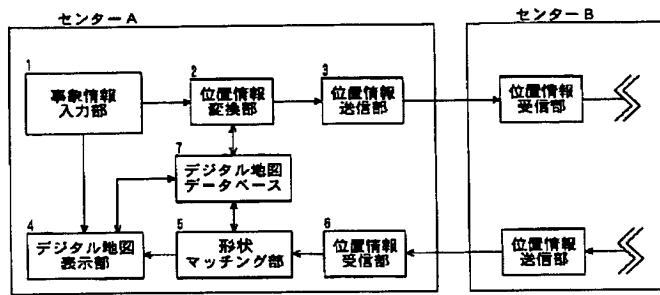 センターA
センターB
1
事象情報
入力部
2
位置情報
変換部
3
位置情報
送信部
位置情報
受信部
7
デジタル地図
データベース
4
デジタル地図
表示部
5
形状
マッチング部
6
位置情報
受信部
位置情報
送信部